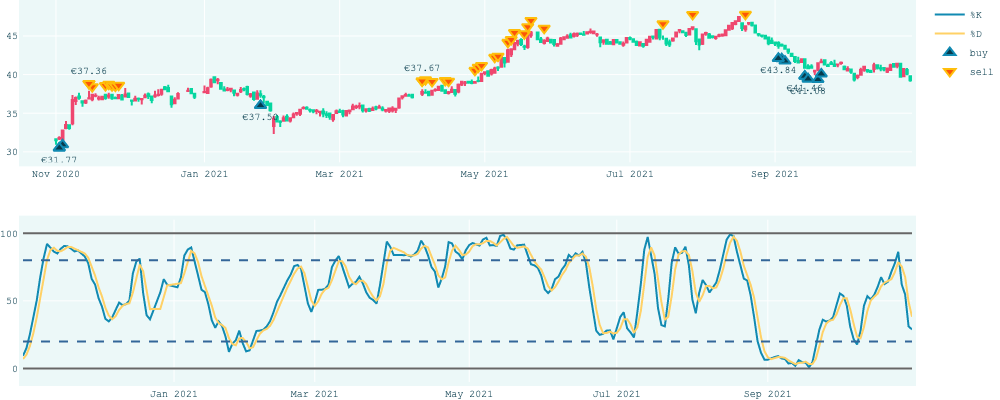 45
40
35
30
€37.36
€31.77
€37.50
€37.67
€43.84
Nov 2020
Jan 2021
Mar 2021
May 2021
Jul 2021
Sep 2021
%K
%D
buy
sell
100
50
0
Jan 2021
Mar 2021
May 2021
Jul 2021
Sep 2021